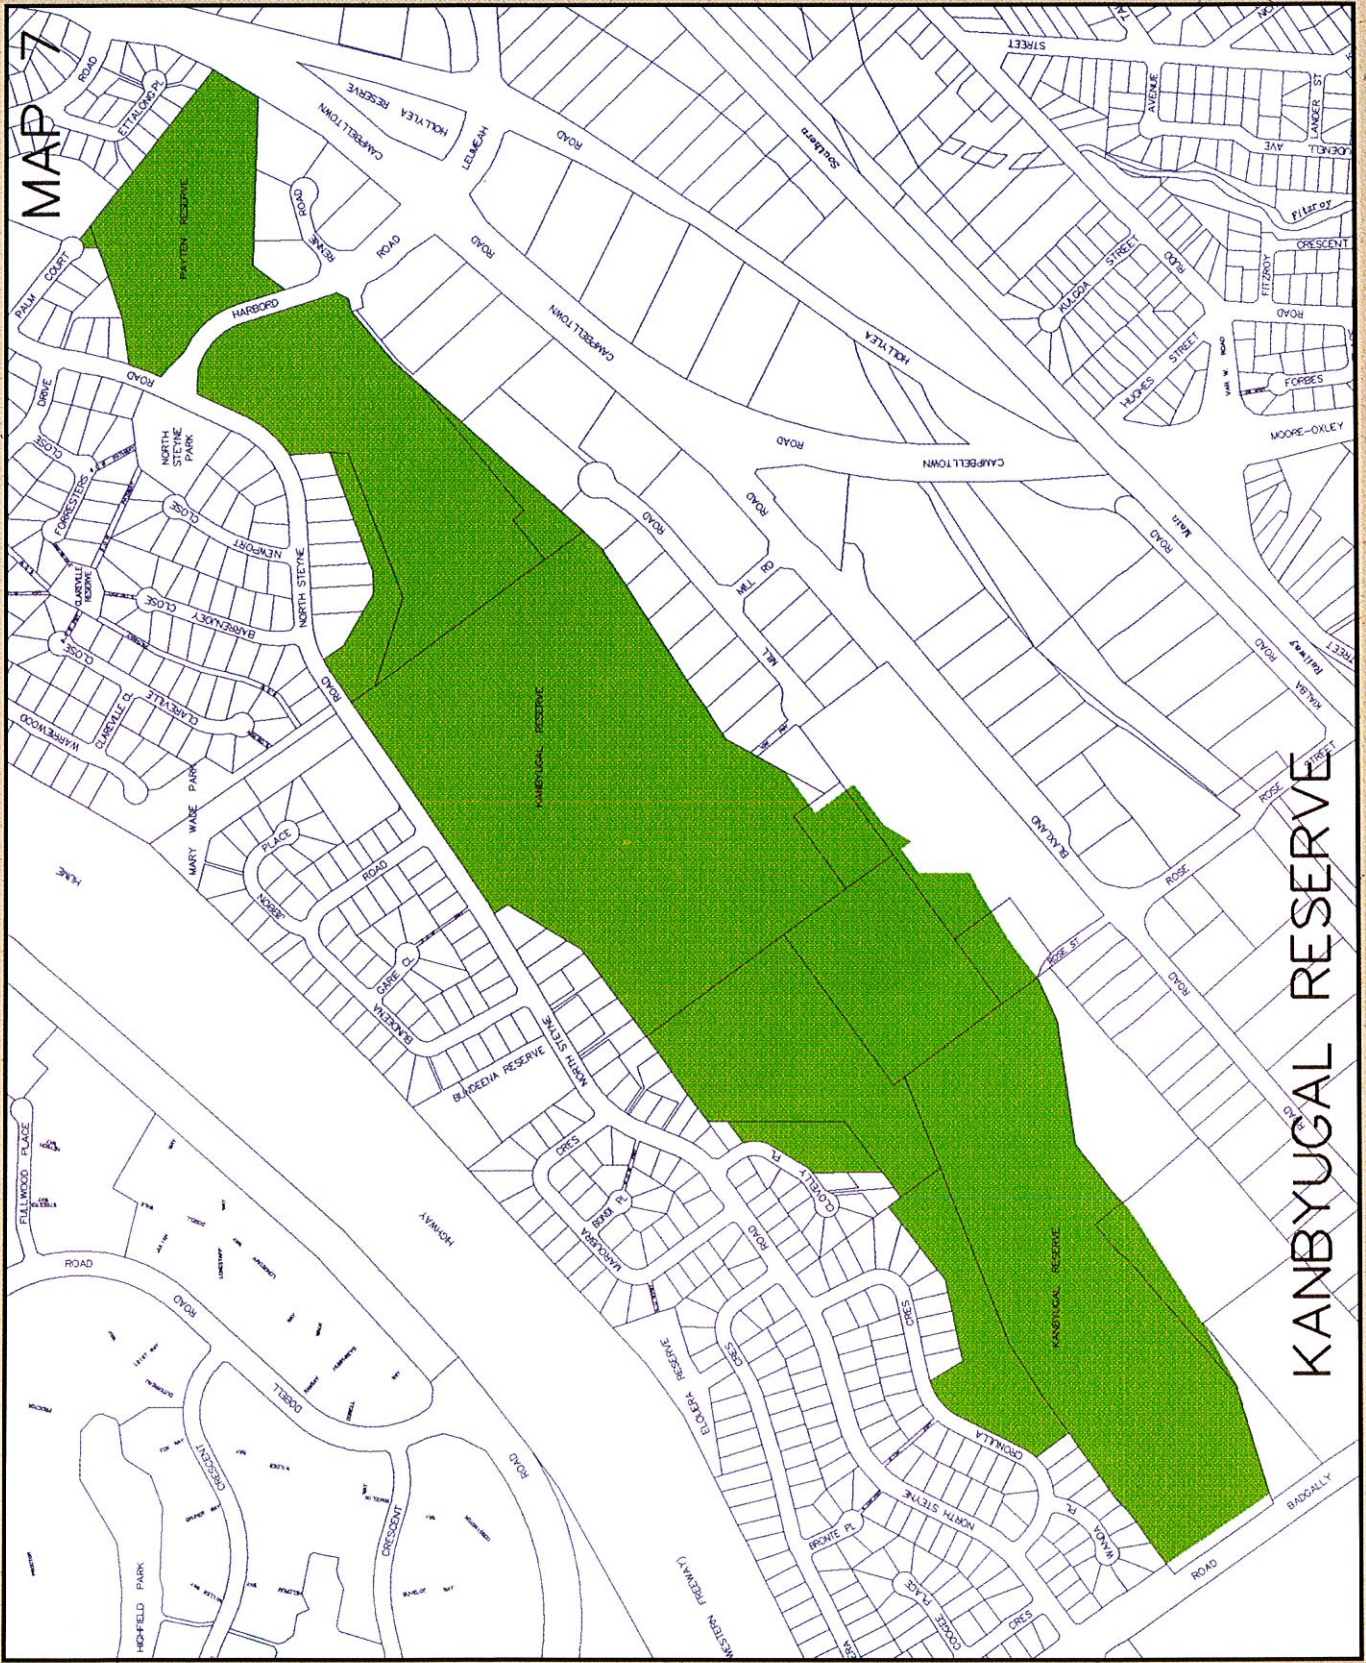 MAP 7
KANBYUGAL RESERVE
ROAD
ETTALONG PL
PALM COURT
PAYTEN RESERVE
HARBORD
RENNIE
ROAD
ROAD
CAMPBELLTOWN
HOLLYLEA RESERVE
LEUMEAH
ROAD
ROAD
CAMPBELLTOWN
HOLLYLEA
Southern
STREET
AVENUE
LANDER ST
AVE
Fitzroy
CRESCENT
FITZROY
ROAD
RUDD
KULGOA STREET
HUGHES STREET
FORBES
MOORE-OXLEY
DRIVE
ROAD
CLOSE
FORRESTERS
NORTH
STEYNE
PARK
CLOSE
NEWPORT
NORTH STEYNE
CLAREVILLE
RESERVE
CLOSE
BARRENJOEY
CLOSE
CLAREVILLE
CLAREVILLE CL
WARRIEWOOD
ROAD
MARY WADE PARK
HUME
PLACE
JIBBON
ROAD
GARIE CL
BUNDEENA
BUNDEENA RESERVE
NORTH STEYNE
KANBYUGAL RESERVE
ROAD
CAMPBELLTOWN
ROAD
ROAD
MILL RD
MILL
ROAD
Main
Railway
ROAD
KIALBA
STREET
STREET
ROSE
ROSE
BLAXLAND
ROSE ST
ROAD
ROAD
FULLWOOD PLACE
ROAD
ROAD
DOBELL
HIGHWAY
CRES
BONDI PL
MAROUBRA
ROAD
PL
CLOVELLY
CRES
CRES
ELOUERA RESERVE
KANBYUGAL RESERVE
CRONULLA
NORTH STEYNE
BRONTE PL
PL
WANDA
PLACE
COOGEE
CRES
ROAD
BADGALLY
WESTERN FREEWAY)
ROAD
CRESCENT
CRESCENT
HIGHFIELD PARK